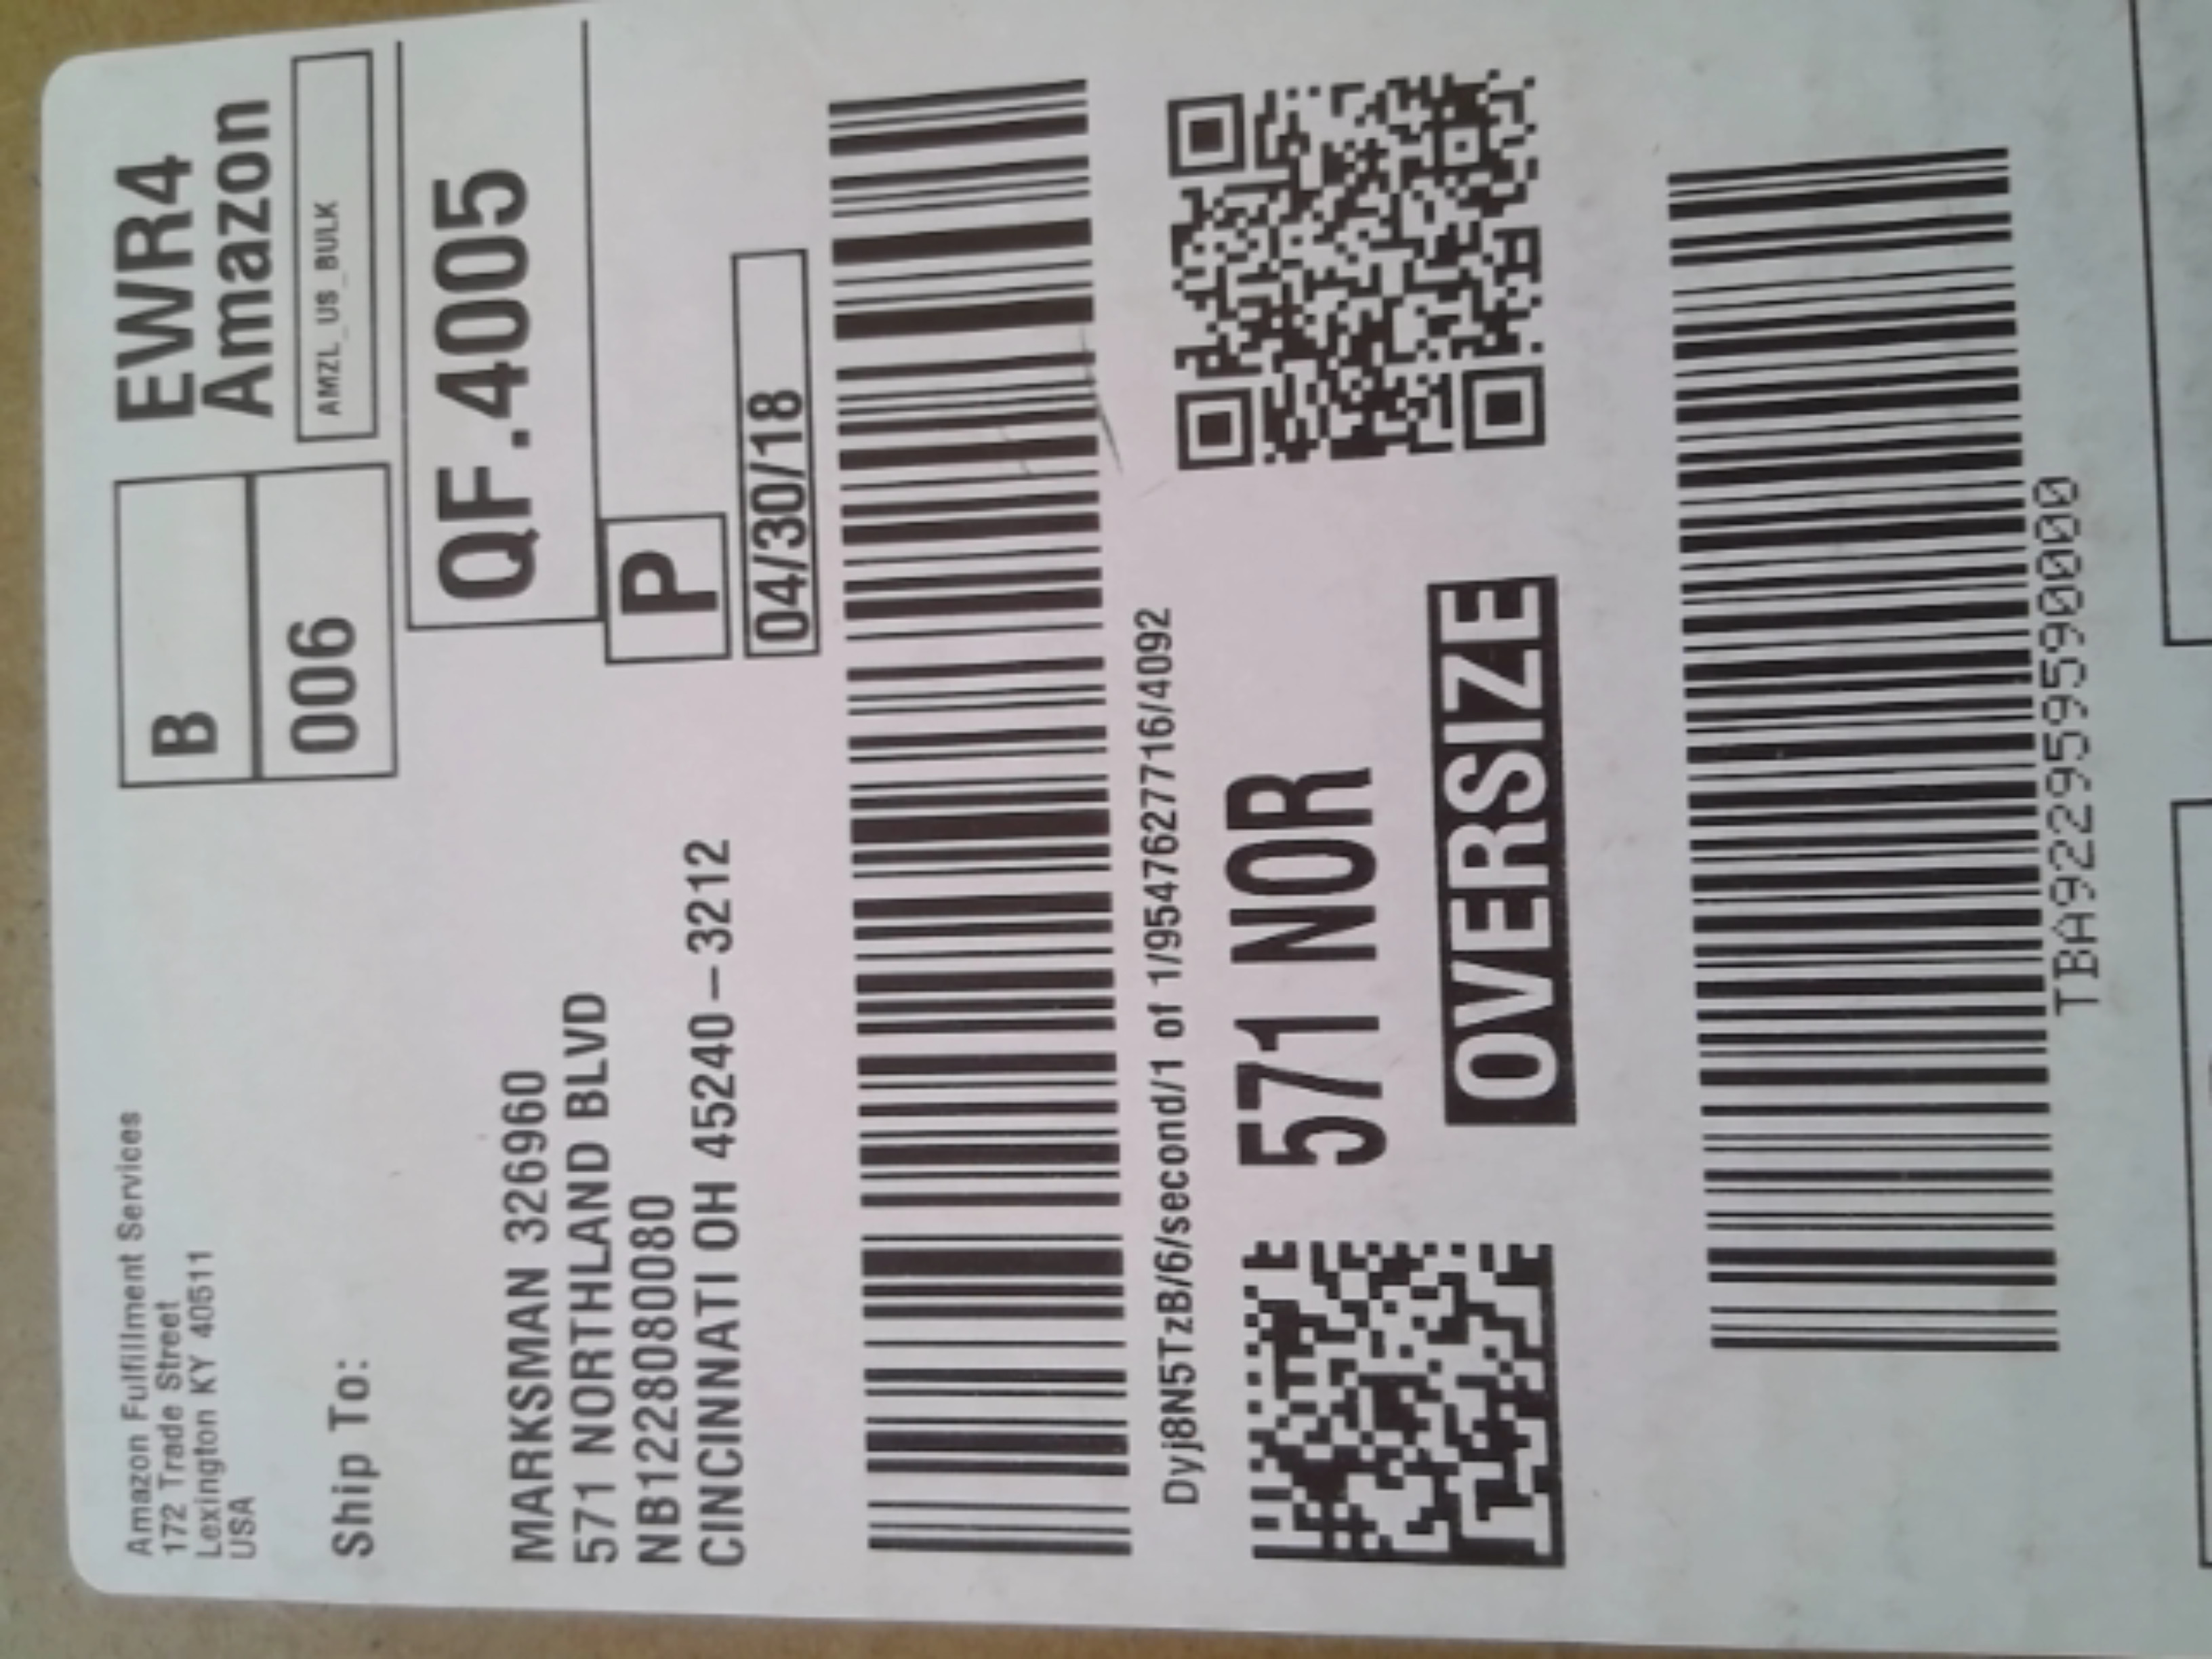 Amazon Fulfillment Services
172 Trade Street
Lexington KY 40511
USA
B
006
EWR4
Amazon
AMZL_US_BULK
Ship To:
QF.4005
P
04/30/18
MARKSMAN 326960
571 NORTHLAND BLVD
NB1228080080
CINCINNATI OH 45240-3212
Dyj8N5TzB/6/second/1 of 1/95476277716/4092
571 NOR
OVERSIZE
TBA922959590000